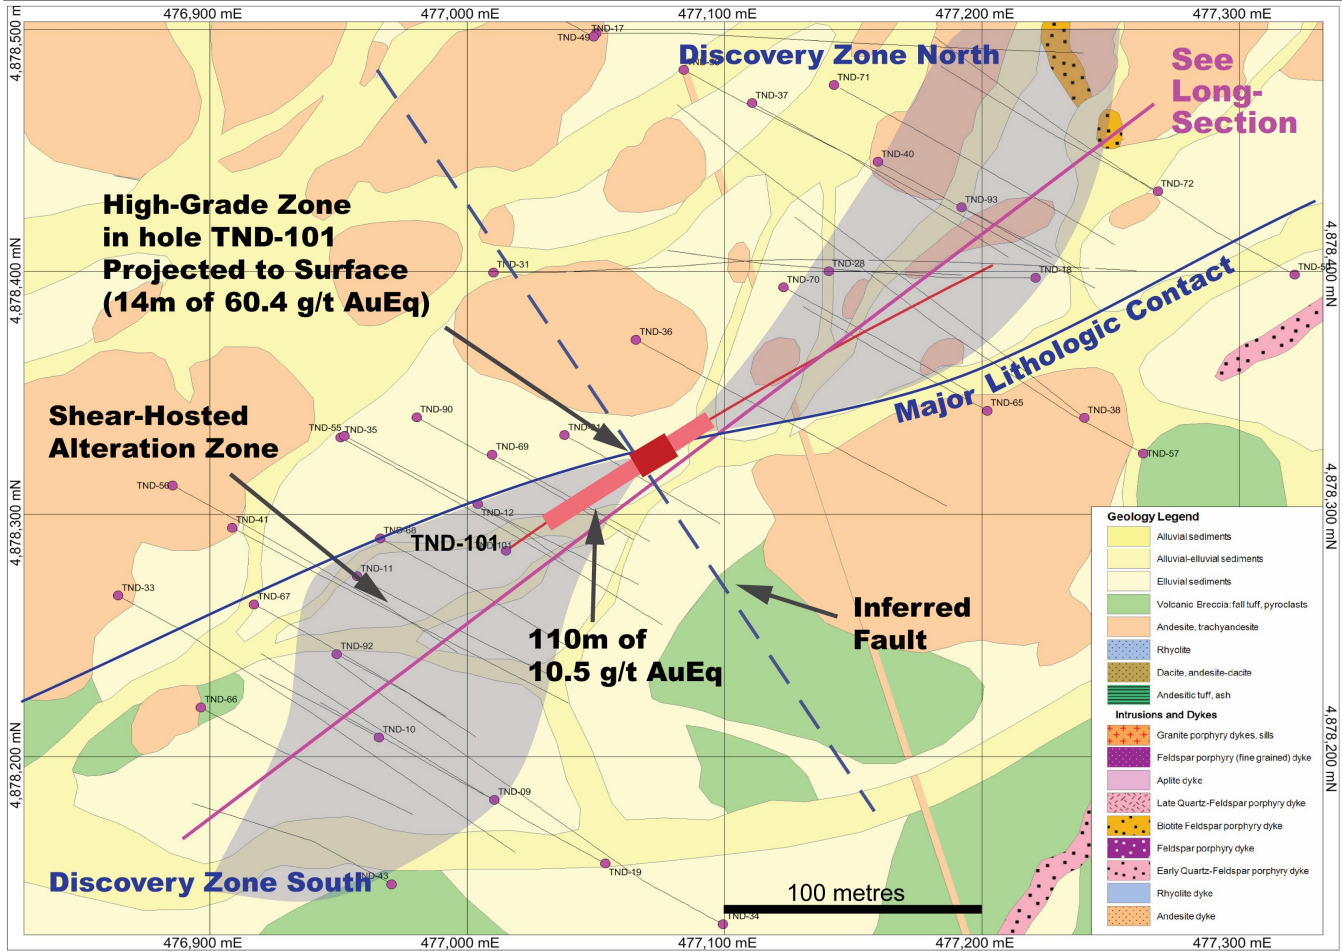 476,900 mE
477,000 mE
477,100 mE
477,200 mE
477,300 mE
4,878,500 m
4,878,400 mN
4,878,300 mN
4,878,200 mN
TND-17
TND-49
Discovery Zone North
See
Long-
Section
TND-71
TND-37
TND-40
TND-72
TND-93
High-Grade Zone
in hole TND-101
Projected to Surface
(14m of 60.4 g/t AuEq)
TND-31
TND-28
TND-18
TND-70
TND-36
Major Lithologic Contact
Shear-Hosted
Alteration Zone
TND-90
TND-55
TND-35
TND-69
TND-65
TND-38
TND-57
TND-56
TND-41
TND-12
TND-68
TND-101
TND-11
TND-33
TND-67
TND-92
TND-66
TND-10
TND-09
110m of
10.5 g/t AuEq
Inferred
Fault
Discovery Zone South
TND-43
TND-19
TND-34
100 metres
Geology Legend
Alluvial sediments
Alluvial-elluvial sediments
Elluvial sediments
Volcanic Breccia: fall tuff, pyroclasts
Andesite, trachyandesite
Rhyolite
Dacite, andesite-dacite
Andesitic tuff, ash
Intrusions and Dykes
Granite porphyry dykes, sills
Feldspar porphyry (fine grained) dyke
Aplite dyke
Late Quartz-Feldspar porphyry dyke
Biotite Feldspar porphyry dyke
Feldspar porphyry dyke
Early Quartz-Feldspar porphyry dyke
Rhyolite dyke
Andesite dyke
4,878,400 mN
4,878,300 mN
4,878,200 mN
476,900 mE
477,000 mE
477,100 mE
477,200 mE
477,300 mE